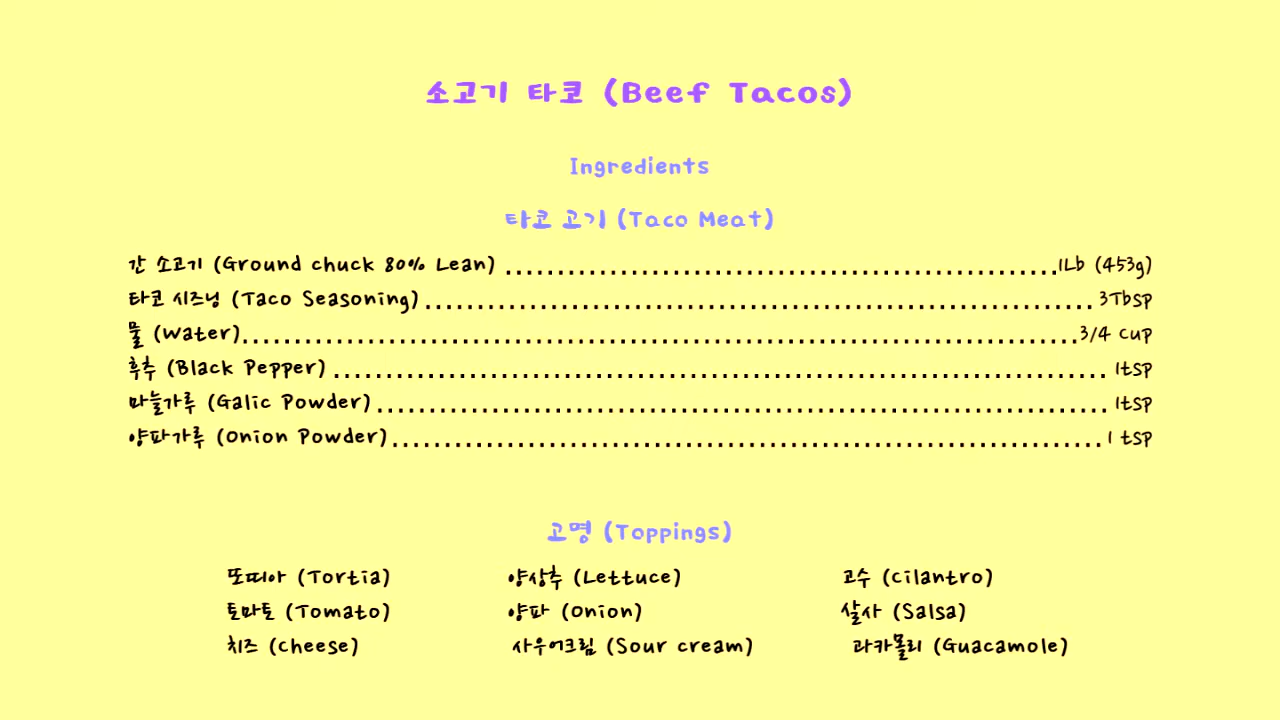 소고기 타코 (Beef Tacos)
Ingredients
타코 고기 (Taco Meat)
간 소고기 (Ground chuck 80% Lean) ........................................ 1Lb (453g)
타코 시즈닝 (Taco Seasoning) ........................................ 3Tbsp
물 (Water) ........................................ 3/4 cup
후추 (Black Pepper) ........................................ 1tsp
마늘가루 (Galic Powder) ........................................ 1tsp
양파가루 (Onion Powder) ........................................ 1 tsp
고명 (Toppings)
또띠아 (Tortia) 양상추 (Lettuce) 고수 (cilantro)
토마토 (Tomato) 양파 (Onion) 살사 (Salsa)
치즈 (cheese) 사우어크림 (Sour cream) 과카몰리 (Guacamole)